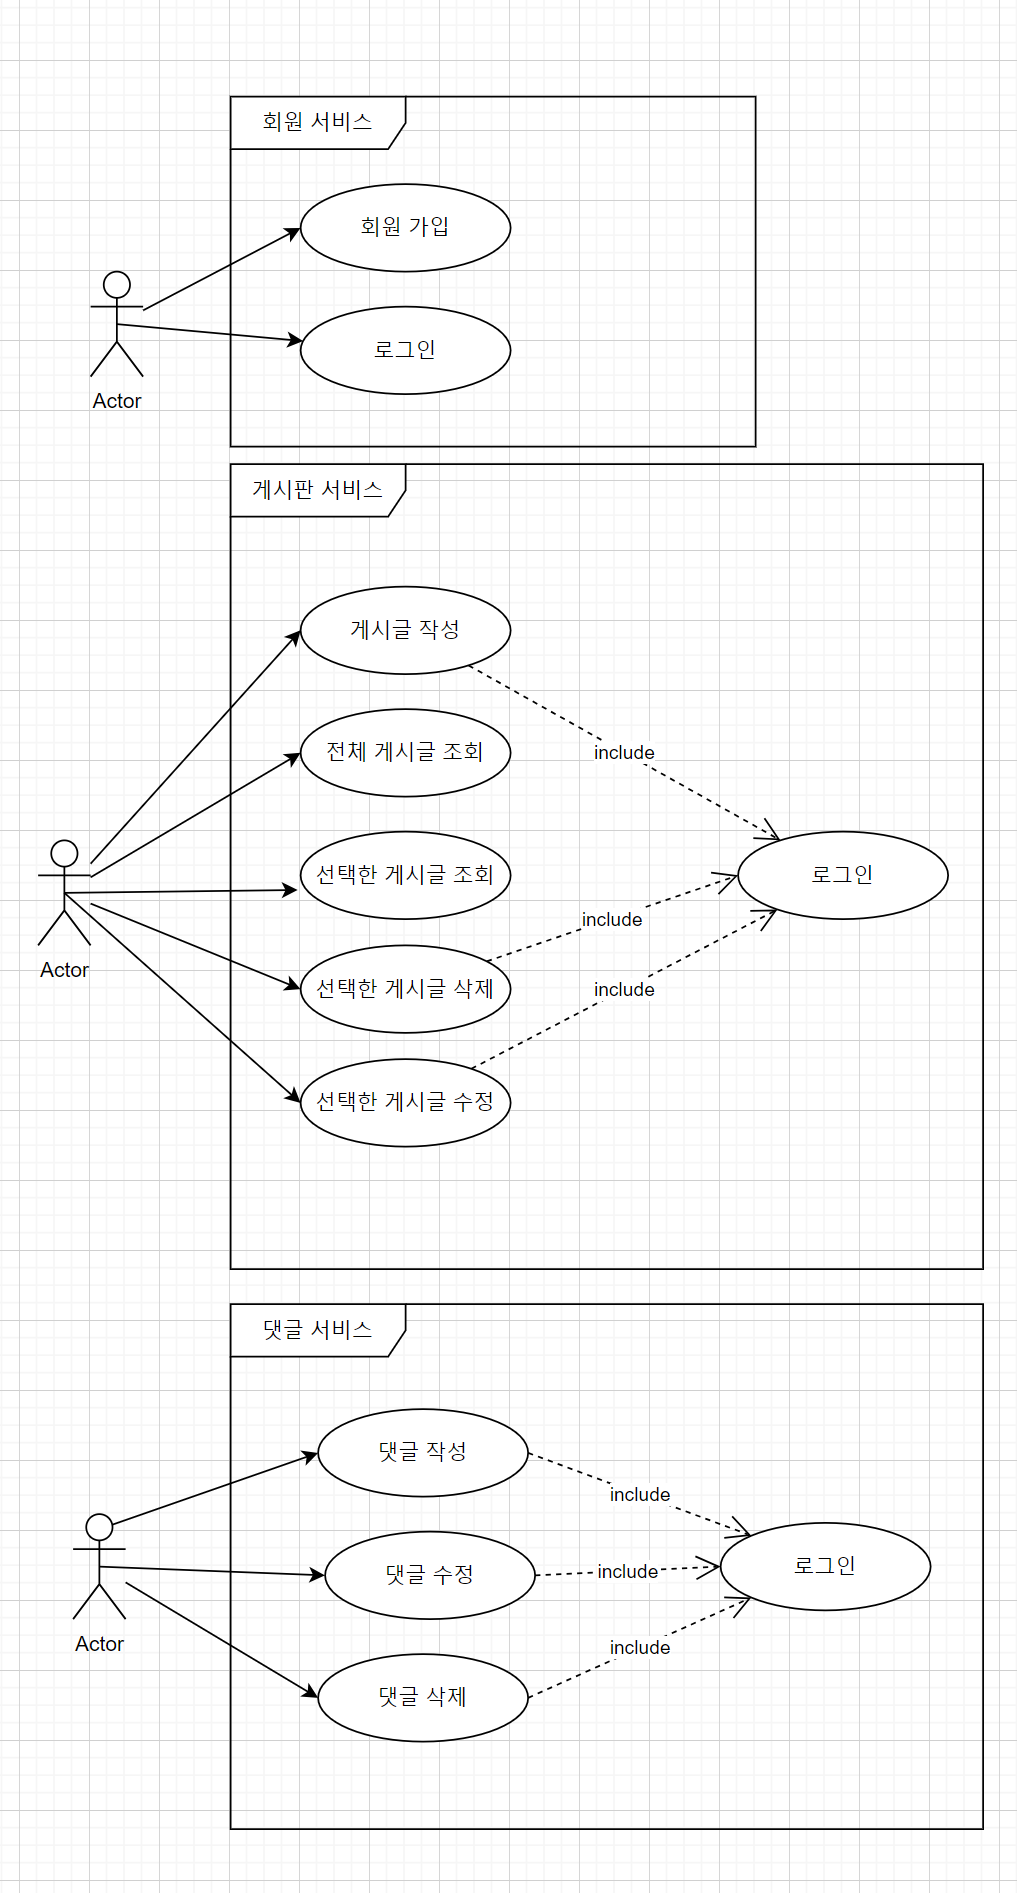 회원 서비스
회원 가입
로그인
Actor
게시판 서비스
게시글 작성
전체 게시글 조회
include
선택한 게시글 조회
로그인
include
Actor
선택한 게시글 삭제
include
선택한 게시글 수정
댓글 서비스
댓글 작성
include
댓글 수정
include
로그인
Actor
include
댓글 삭제